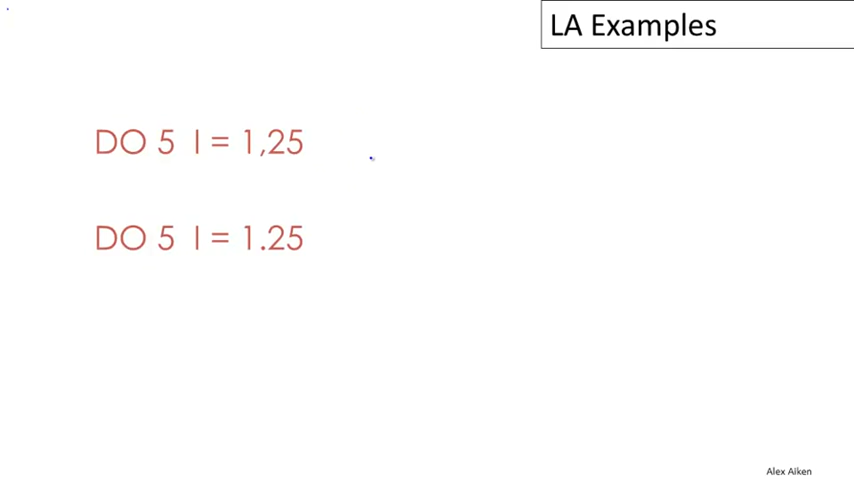 LA Examples
DO 5 I = 1,25
DO 5 I = 1.25
Alex Aiken